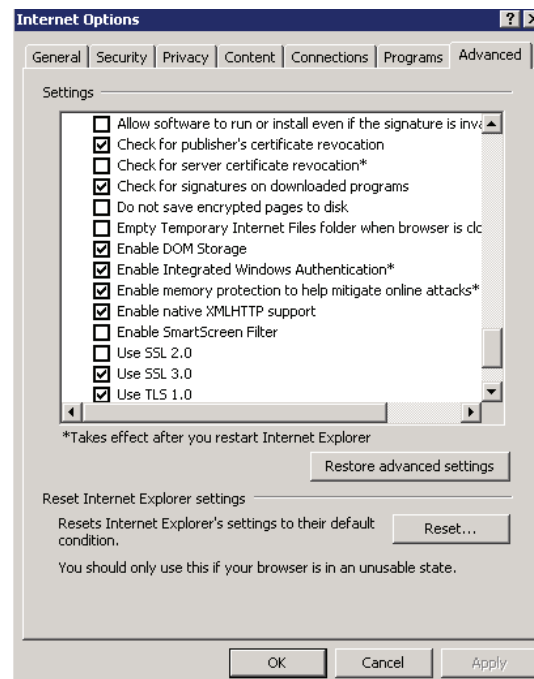 Internet Options
General Security Privacy Content Connections Programs Advanced
Settings
Allow software to run or install even if the signature is inva
Check for publisher's certificate revocation
Check for server certificate revocation*
Check for signatures on downloaded programs
Do not save encrypted pages to disk
Empty Temporary Internet Files folder when browser is clo
Enable DOM Storage
Enable Integrated Windows Authentication*
Enable memory protection to help mitigate online attacks*
Enable native XMLHTTP support
Enable SmartScreen Filter
Use SSL 2.0
Use SSL 3.0
Use TLS 1.0
*Takes effect after you restart Internet Explorer
Restore advanced settings
Reset Internet Explorer settings
Resets Internet Explorer's settings to their default
condition.
Reset...
You should only use this if your browser is in an unusable state.
OK Cancel Apply